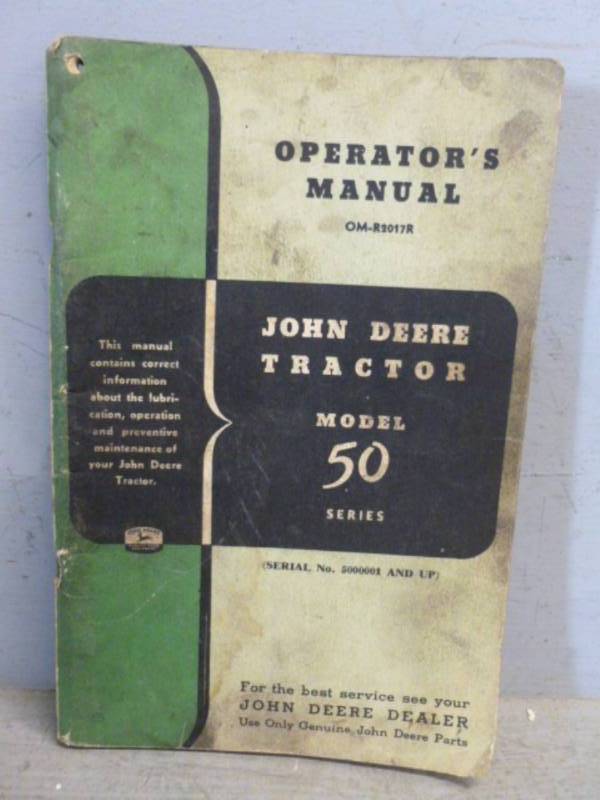 OPERATOR'S
MANUAL
OM-R2017R
This manual
contains correct
information
about the lubri-
cation, operation
and preventive
maintenance of
your John Deere
Tractor.
JOHN DEERE
TRACTOR
MODEL
50
SERIES
JOHN DEERE
(SERIAL No. 5000001 AND UP)
For the best service see your
JOHN DEERE DEALER
Use Only Genuine John Deere Parts